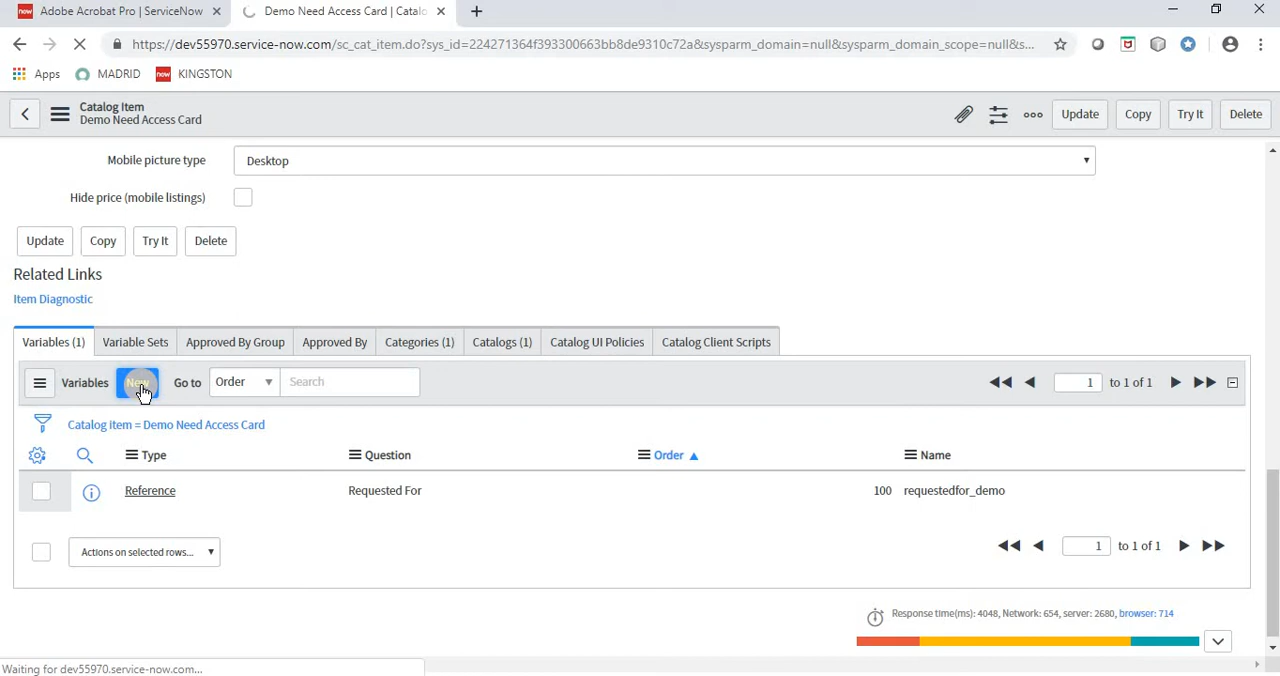 now Adobe Acrobat Pro | ServiceNow × Demo Need Access Card | Catalo × +
https://dev55970.service-now.com/sc_cat_item.do?sys_id=224271364f393300663bb8de9310c72a&sysparm_domain=null&sysparm_domain_scope=null&s...
Apps MADRID now KINGSTON
Catalog Item
Demo Need Access Card
Update Copy Try It Delete
Mobile picture type Desktop
Hide price (mobile listings)
Update Copy Try It Delete
Related Links
Item Diagnostic
Variables (1) Variable Sets Approved By Group Approved By Categories (1) Catalogs (1) Catalog UI Policies Catalog Client Scripts
Variables New Go to Order Search 1 to 1 of 1
Catalog item = Demo Need Access Card
Type Question Order Name
Reference Requested For 100 requestedfor_demo
Actions on selected rows... 1 to 1 of 1
Response time(ms): 4048, Network: 654, server: 2680, browser: 714
Waiting for dev55970.service-now.com...